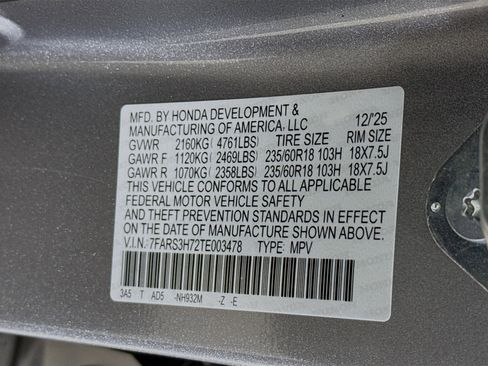 MFD. BY HONDA DEVELOPMENT & 12/'25
MANUFACTURING OF AMERICA, LLC
GVWR 2160KG( 4761LBS) TIRE SIZE RIM SIZE
GAWR F 1120KG( 2469LBS) 235/60R18 103H 18X7.5J
GAWR R 1070KG( 2358LBS) 235/60R18 103H 18X7.5J
THIS VEHICLE CONFORMS TO ALL APPLICABLE
FEDERAL MOTOR VEHICLE SAFETY
AND THEFT PREVENTION STANDARDS IN EFFECT
ON THE DATE OF MANUFACTURE SHOWN ABOVE.
V.I.N.: 7FARS3H72TE003478 TYPE: MPV
3A5 T AD5 -NH932M -Z -E